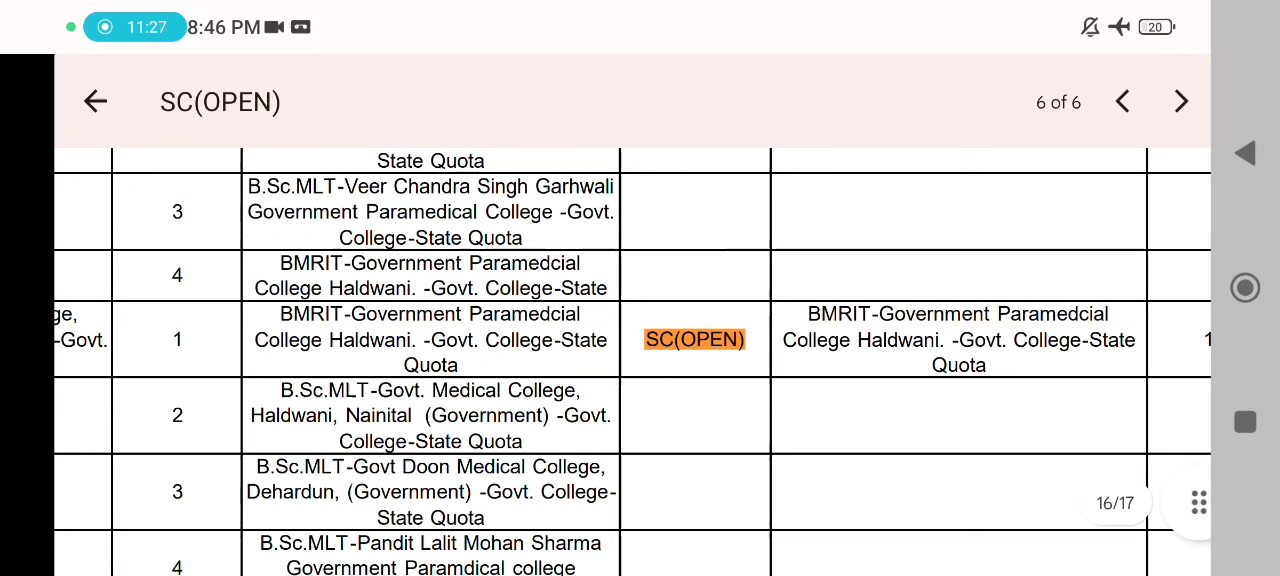 11:27 8:46 PM 20
SC(OPEN) 6 of 6
State Quota
3
B.Sc.MLT-Veer Chandra Singh Garhwali
Government Paramedical College -Govt.
College-State Quota
4
BMRIT-Government Paramedcial
College Haldwani. -Govt. College-State
ge,
-Govt.
1
BMRIT-Government Paramedcial
College Haldwani. -Govt. College-State
Quota
SC(OPEN)
BMRIT-Government Paramedcial
College Haldwani. -Govt. College-State
Quota
1
2
B.Sc.MLT-Govt. Medical College,
Haldwani, Nainital (Government) -Govt.
College-State Quota
3
B.Sc.MLT-Govt Doon Medical College,
Dehardun, (Government) -Govt. College-
State Quota
16/17
4
B.Sc.MLT-Pandit Lalit Mohan Sharma
Government Paramdical college